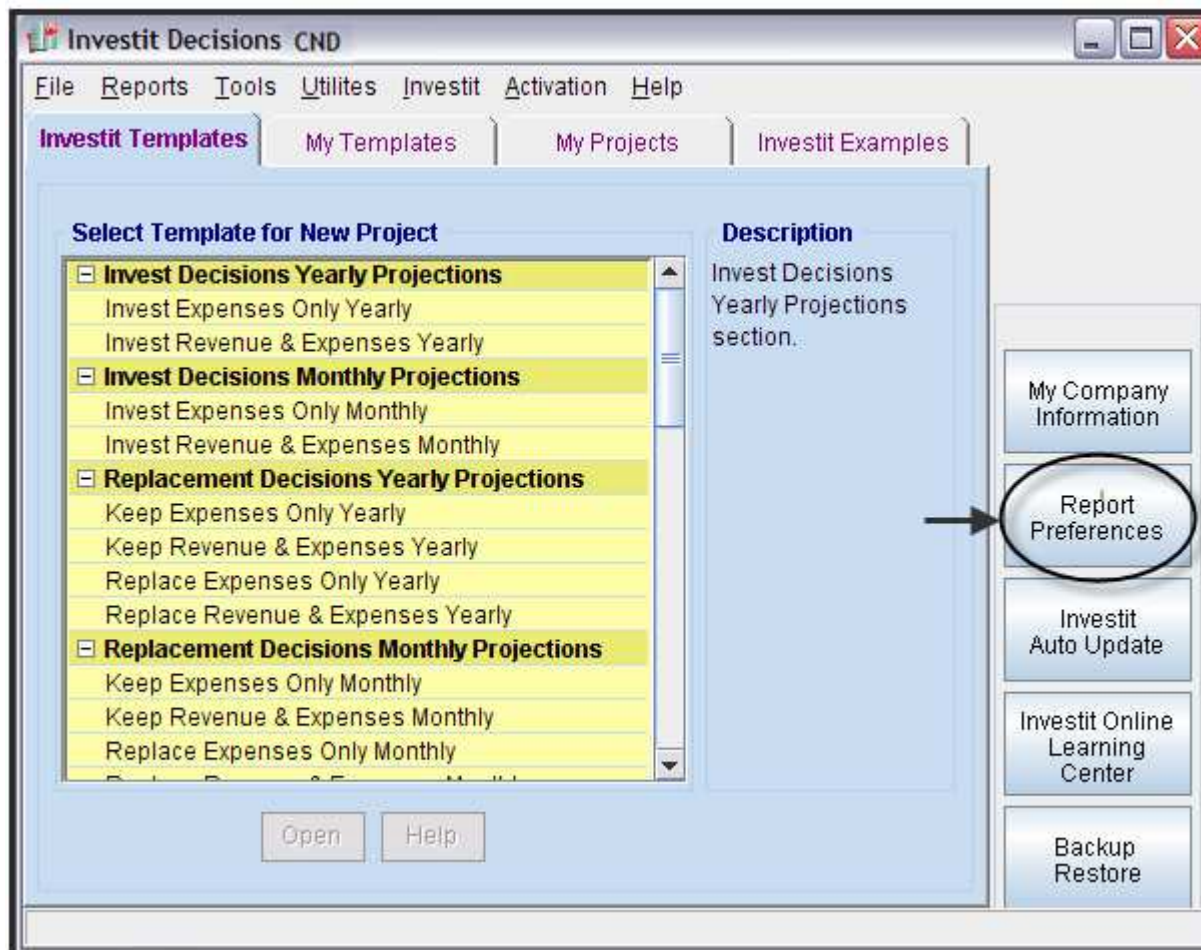 Investit Decisions CND
File Reports Tools Utilites Investit Activation Help
Investit Templates My Templates My Projects Investit Examples
Select Template for New Project
Invest Decisions Yearly Projections
Invest Expenses Only Yearly
Invest Revenue & Expenses Yearly
Invest Decisions Monthly Projections
Invest Expenses Only Monthly
Invest Revenue & Expenses Monthly
Replacement Decisions Yearly Projections
Keep Expenses Only Yearly
Keep Revenue & Expenses Yearly
Replace Expenses Only Yearly
Replace Revenue & Expenses Yearly
Replacement Decisions Monthly Projections
Keep Expenses Only Monthly
Keep Revenue & Expenses Monthly
Replace Expenses Only Monthly
Description
Invest Decisions
Yearly Projections
section.
Open Help
My Company
Information
Report
Preferences
Investit
Auto Update
Investit Online
Learning
Center
Backup
Restore